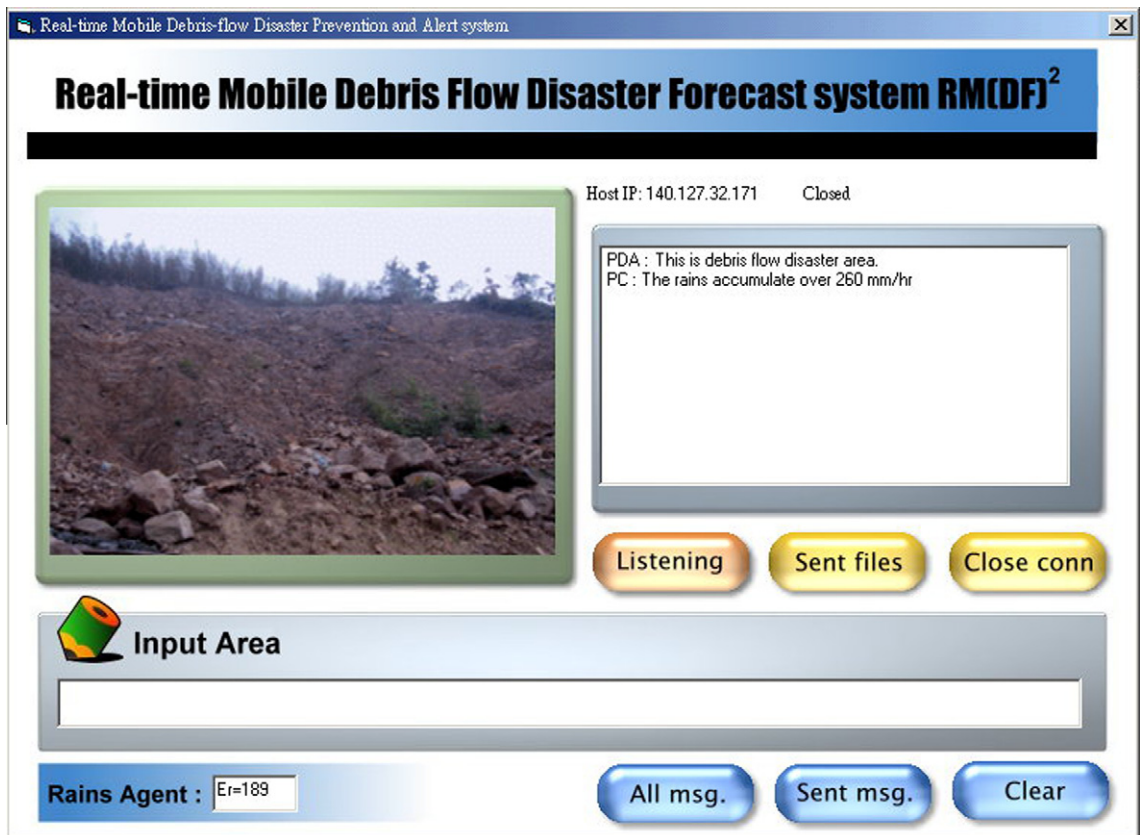 Real-time Mobile Debris-flow Disaster Prevention and Alert system
Real-time Mobile Debris Flow Disaster Forecast system RM(DF)²
Host IP: 140.127.32.171 Closed
PDA : This is debris flow disaster area.
PC : The rains accumulate over 260 mm/hr
Listening Sent files Close conn
Input Area
Rains Agent : Er=189
All msg. Sent msg. Clear